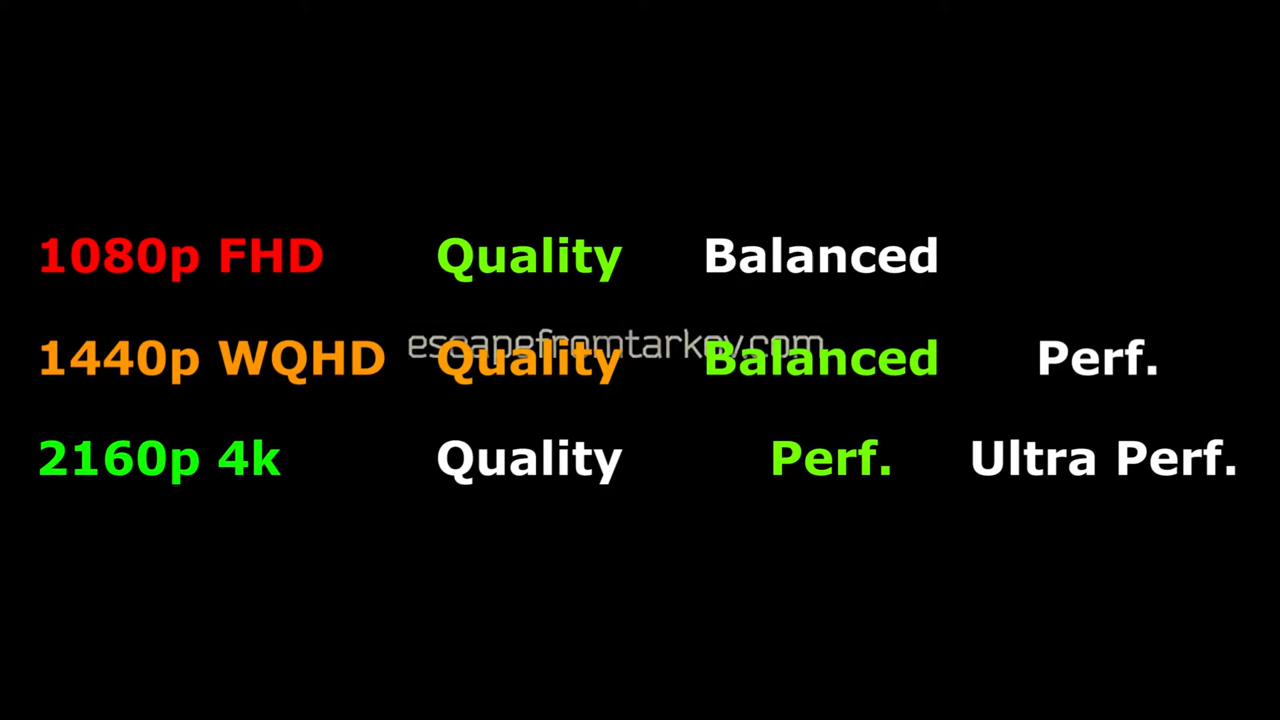 1080p FHD Quality Balanced
escapefromtarkov.com
1440p WQHD Quality Balanced Perf.
2160p 4k Quality Perf. Ultra Perf.